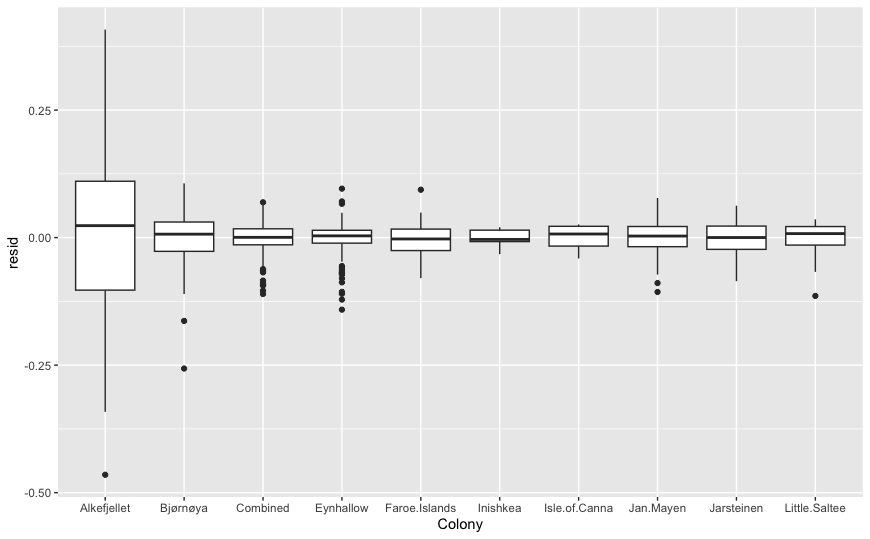 resid
0.25
0.00
-0.25
-0.50
Alkefjellet Bjørnøya Combined Eynhallow Faroe.Islands Inishkea Isle.of.Canna Jan.Mayen Jarsteinen Little.Saltee
Colony